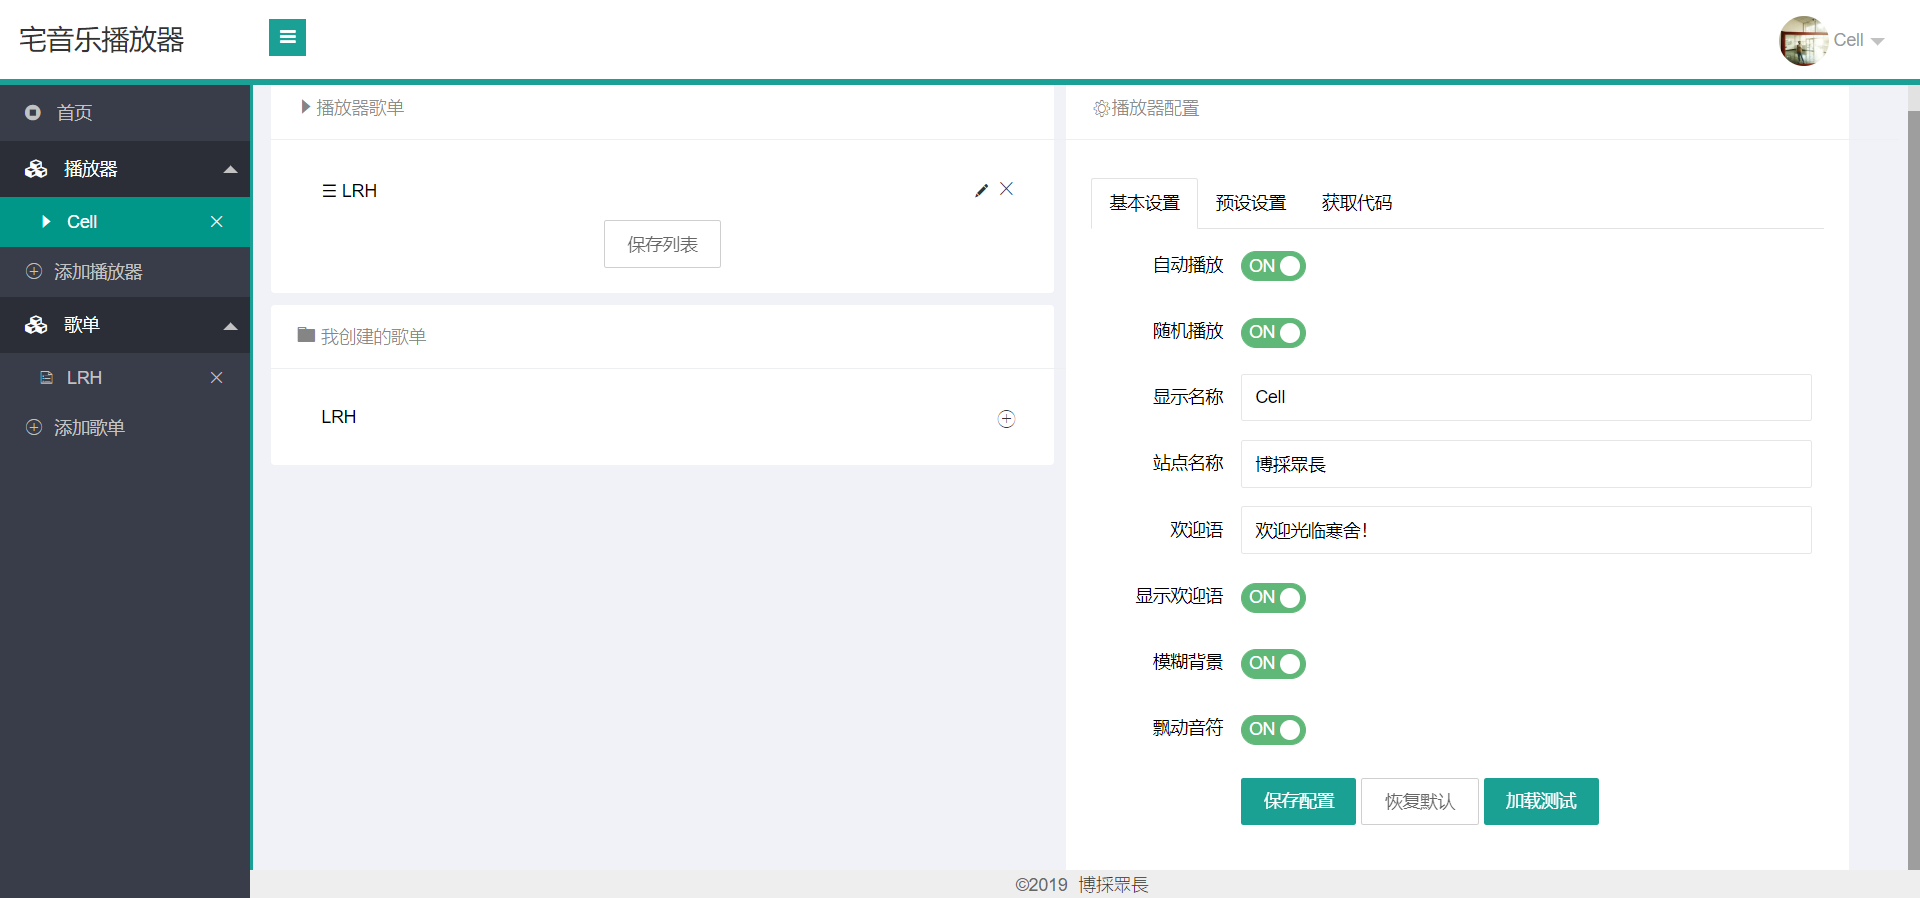 宅音乐播放器
Cell
首页
播放器
Cell
添加播放器
歌单
LRH
添加歌单
播放器歌单
LRH
保存列表
我创建的歌单
LRH
播放器配置
基本设置 预设设置 获取代码
自动播放 ON
随机播放 ON
显示名称 Cell
站点名称 博採眾長
欢迎语 欢迎光临寒舍!
显示欢迎语 ON
模糊背景 ON
飘动音符 ON
保存配置 恢复默认 加载测试
©2019 博採眾長